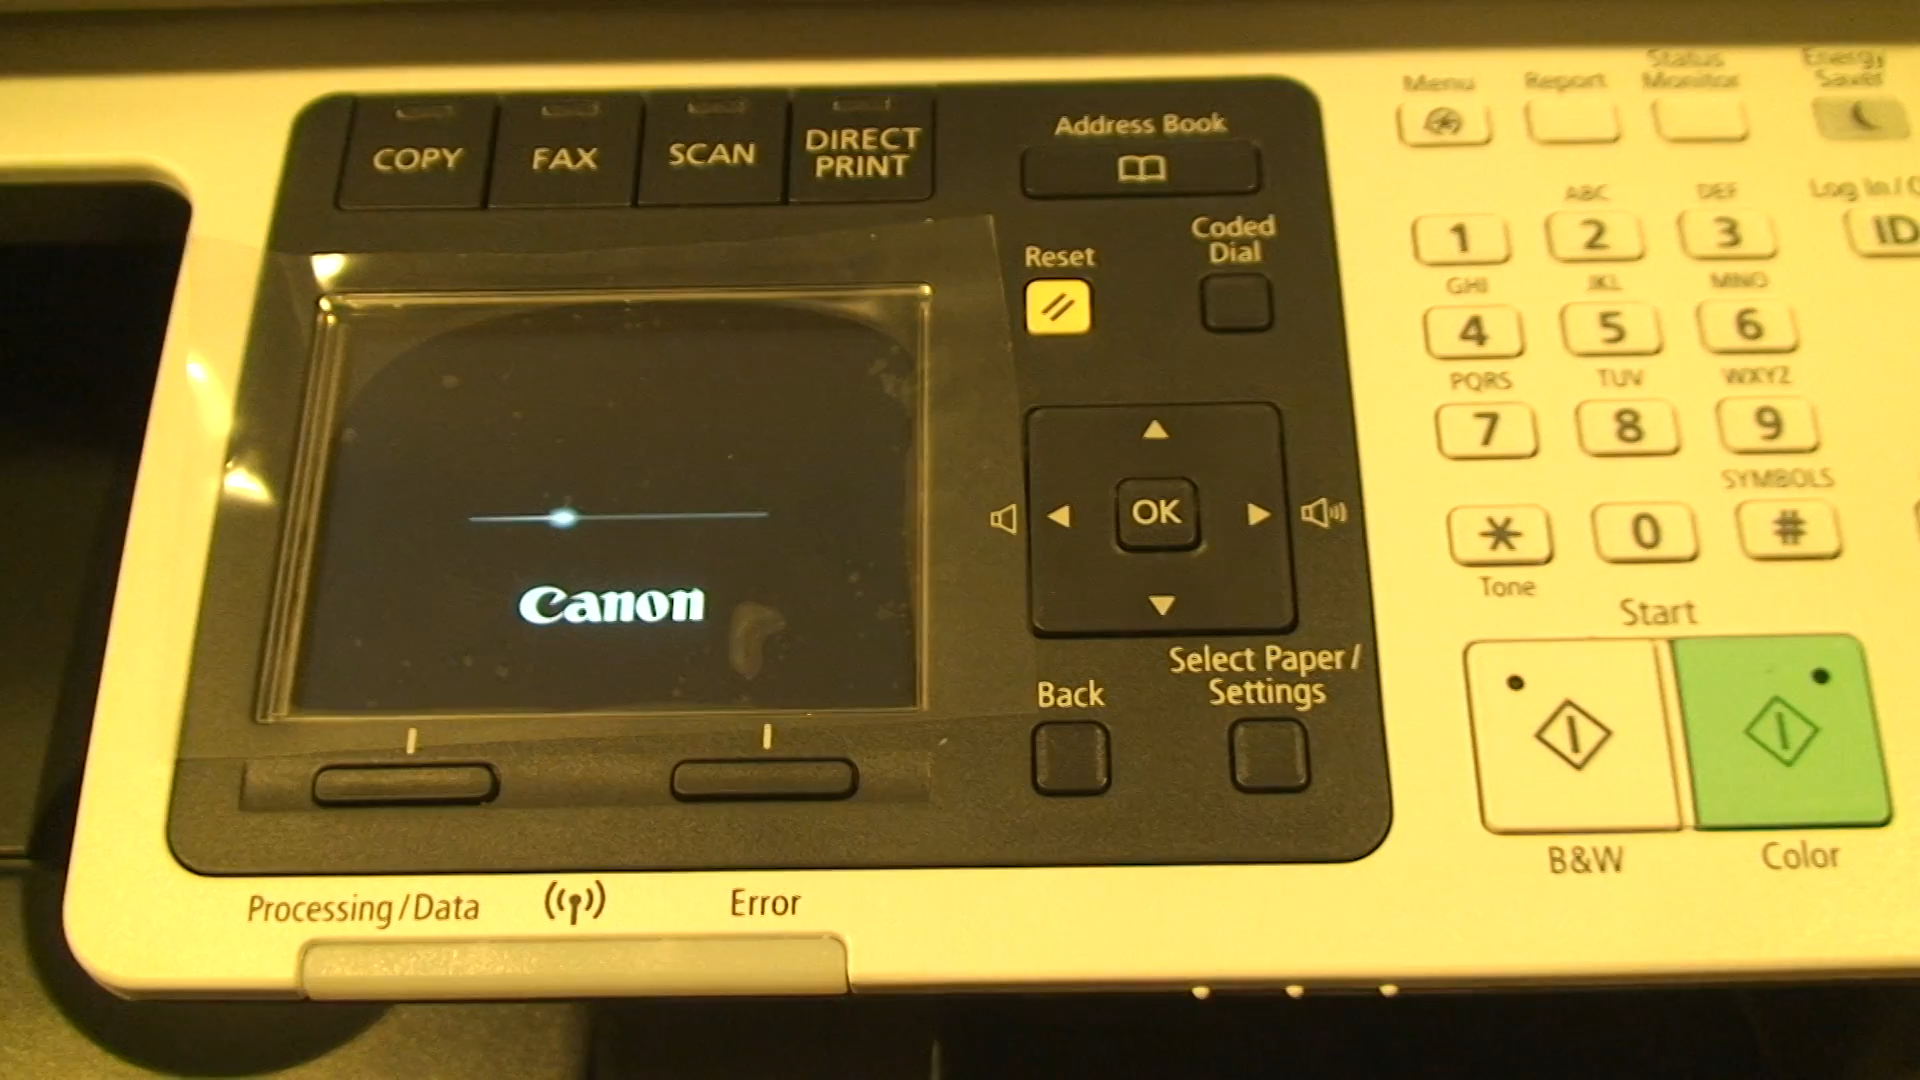 COPY
FAX
SCAN
DIRECT
PRINT
Address Book
Reset
Coded
Dial
Canon
OK
Back
Select Paper /
Settings
Processing/Data
Error
Menu
Report
Status
Monitor
Energy
Saver
Log In/
ID
ABC
DEF
1
2
3
GHI
JKL
MNO
4
5
6
PQRS
TUV
WXYZ
7
8
9
SYMBOLS
*
0
#
Tone
Start
B&W
Color